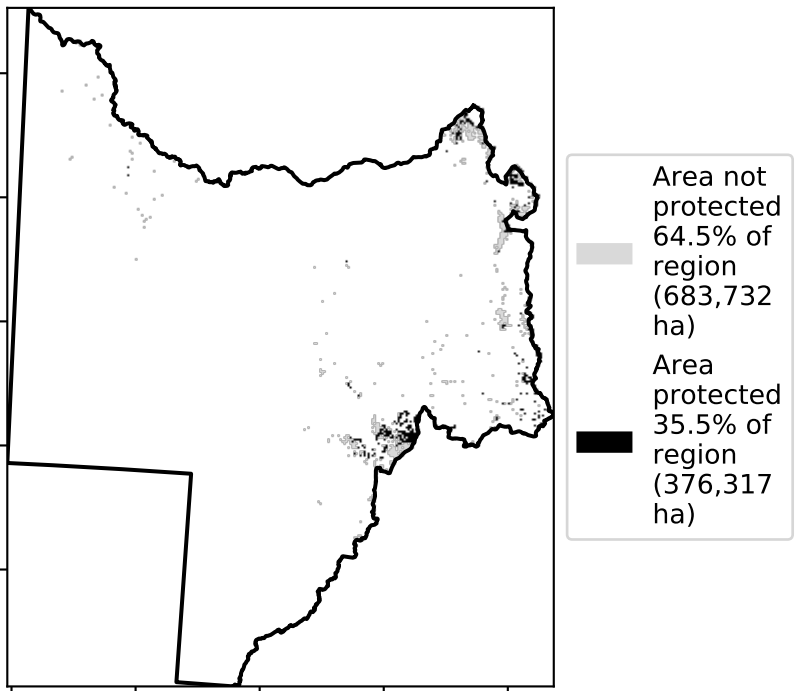 Area not
protected
64.5% of
region
(683,732
ha)
Area
protected
35.5% of
region
(376,317
ha)